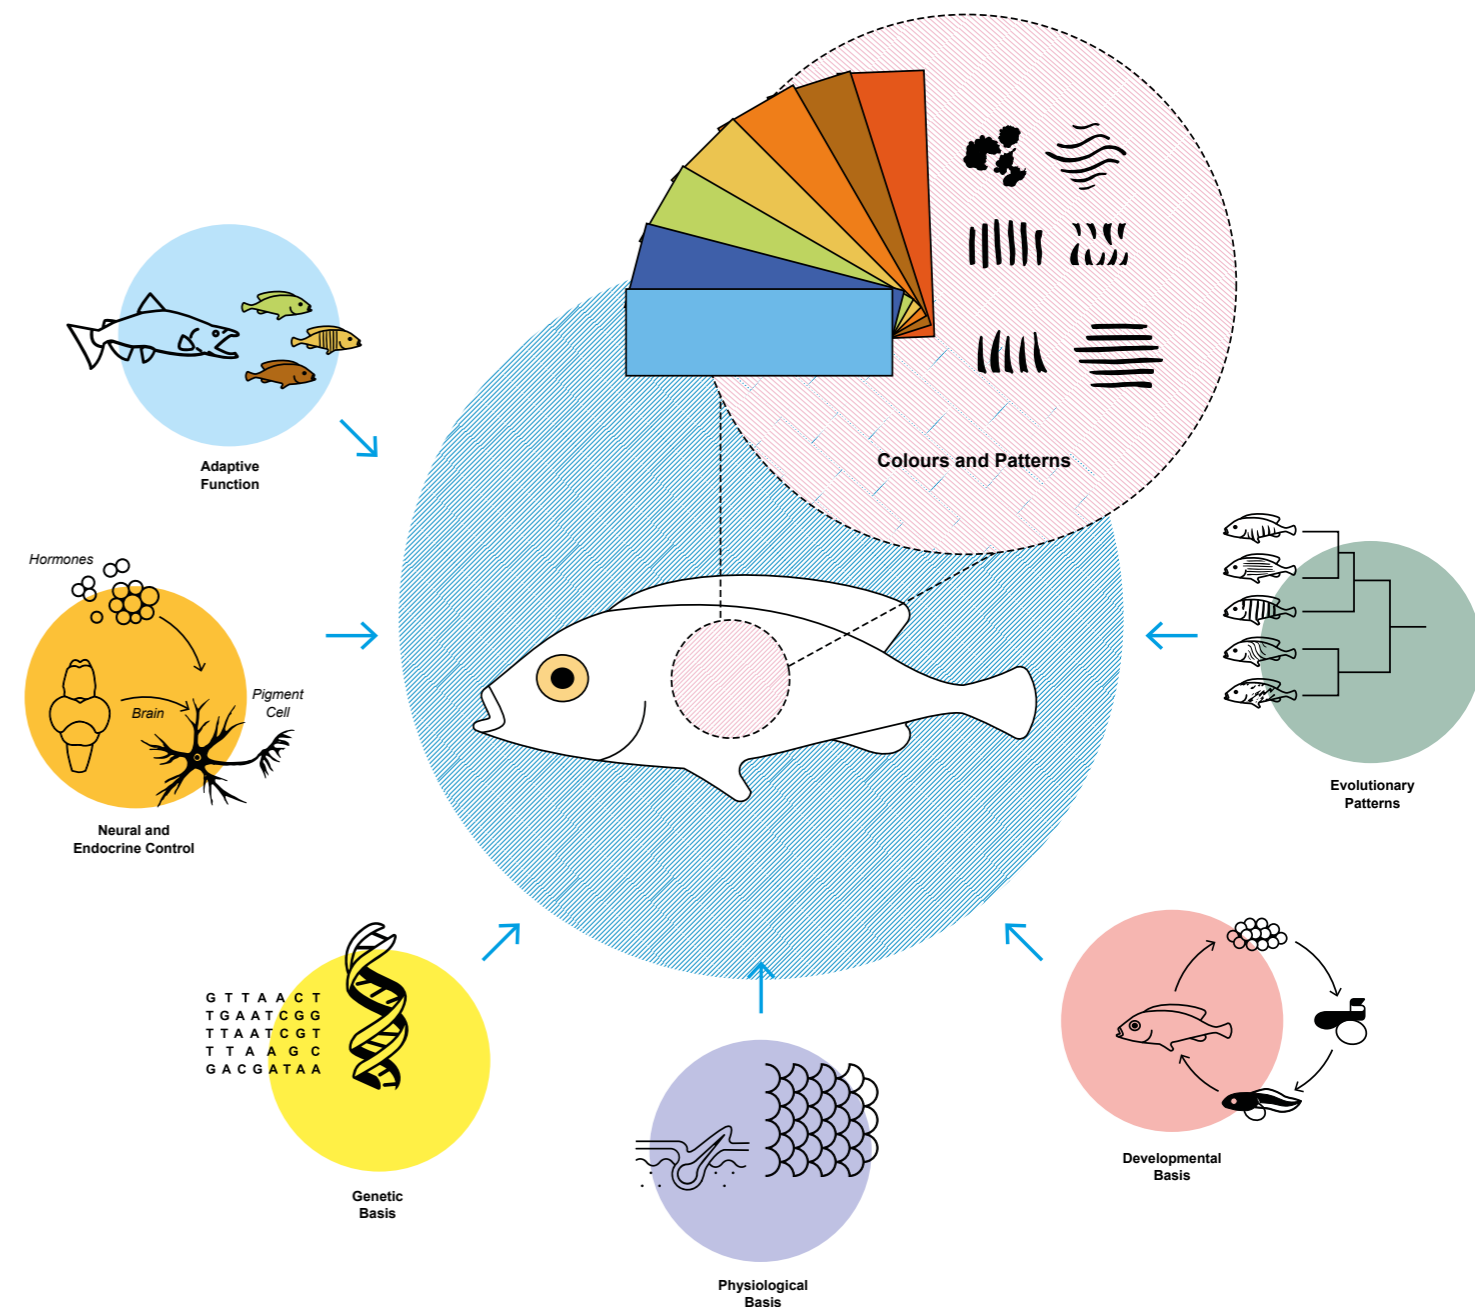 Colours and Patterns
Adaptive
Function
Hormones
Brain
Pigment
Cell
Neural and
Endocrine Control
Evolutionary
Patterns
G T T A A C T
T G A A T C G G
T T A A T C G T
T T A A G C
G A C G A T A A
Genetic
Basis
Developmental
Basis
Physiological
Basis